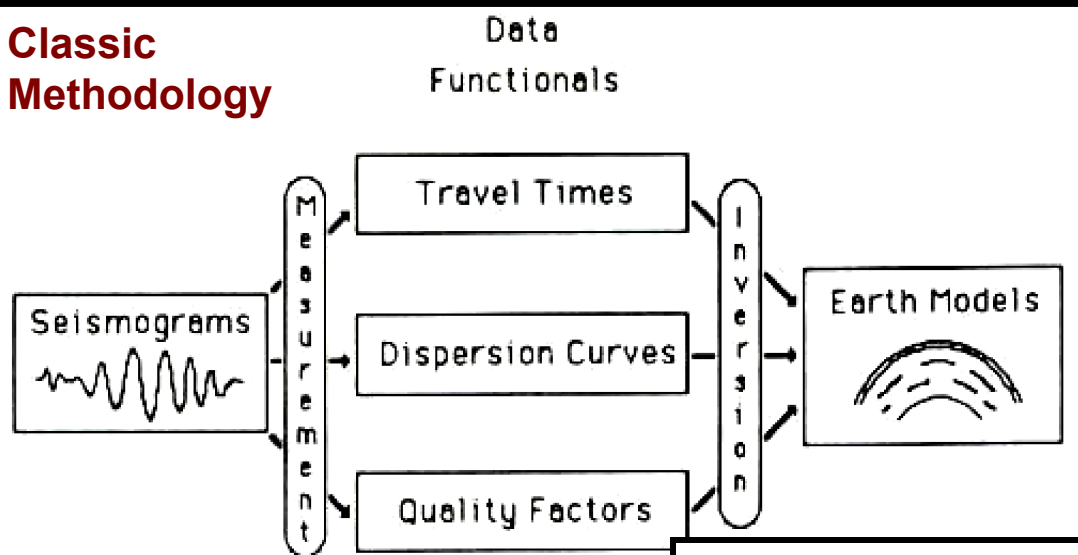 Classic
Methodology
Data
Functionals
Measurement
Travel Times
Inversion
Seismograms
Dispersion Curves
Earth Models
Quality Factors